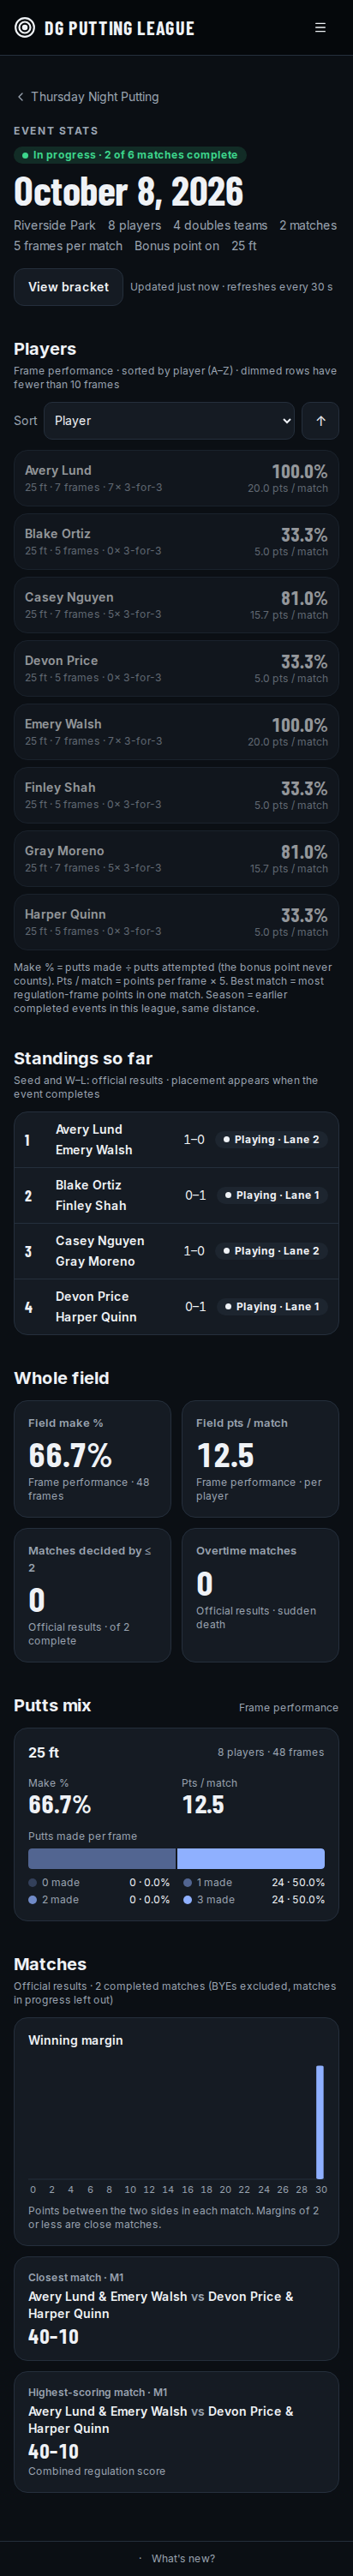 DG PUTTING LEAGUE
Thursday Night Putting
EVENT STATS
In progress · 2 of 6 matches complete
October 8, 2026
Riverside Park 8 players 4 doubles teams 2 matches
5 frames per match Bonus point on 25 ft
View bracket Updated just now · refreshes every 30 s
Players
Frame performance · sorted by player (A–Z) · dimmed rows have
fewer than 10 frames
Sort Player ↑
Avery Lund 100.0%
25 ft · 7 frames · 7× 3-for-3 20.0 pts / match
Blake Ortiz 33.3%
25 ft · 5 frames · 0× 3-for-3 5.0 pts / match
Casey Nguyen 81.0%
25 ft · 7 frames · 5× 3-for-3 15.7 pts / match
Devon Price 33.3%
25 ft · 5 frames · 0× 3-for-3 5.0 pts / match
Emery Walsh 100.0%
25 ft · 7 frames · 7× 3-for-3 20.0 pts / match
Finley Shah 33.3%
25 ft · 5 frames · 0× 3-for-3 5.0 pts / match
Gray Moreno 81.0%
25 ft · 7 frames · 5× 3-for-3 15.7 pts / match
Harper Quinn 33.3%
25 ft · 5 frames · 0× 3-for-3 5.0 pts / match
Make % = putts made ÷ putts attempted (the bonus point never
counts). Pts / match = points per frame × 5. Best match = most
regulation-frame points in one match. Season = earlier
completed events in this league, same distance.
Standings so far
Seed and W–L: official results · placement appears when the
event completes
1 Avery Lund
Emery Walsh 1–0 Playing · Lane 2
2 Blake Ortiz
Finley Shah 0–1 Playing · Lane 1
3 Casey Nguyen
Gray Moreno 1–0 Playing · Lane 2
4 Devon Price
Harper Quinn 0–1 Playing · Lane 1
Whole field
Field make %
66.7%
Frame performance · 48
frames
Field pts / match
12.5
Frame performance · per
player
Matches decided by ≤
2
0
Official results · of 2
complete
Overtime matches
0
Official results · sudden
death
Putts mix Frame performance
25 ft 8 players · 48 frames
Make % Pts / match
66.7% 12.5
Putts made per frame
0 made 0 · 0.0% 1 made 24 · 50.0%
2 made 0 · 0.0% 3 made 24 · 50.0%
Matches
Official results · 2 completed matches (BYEs excluded, matches
in progress left out)
Winning margin
0 2 4 6 8 10 12 14 16 18 20 22 24 26 28 30
Points between the two sides in each match. Margins of 2
or less are close matches.
Closest match · M1
Avery Lund & Emery Walsh vs Devon Price &
Harper Quinn
40–10
Highest-scoring match · M1
Avery Lund & Emery Walsh vs Devon Price &
Harper Quinn
40–10
Combined regulation score
· What's new?